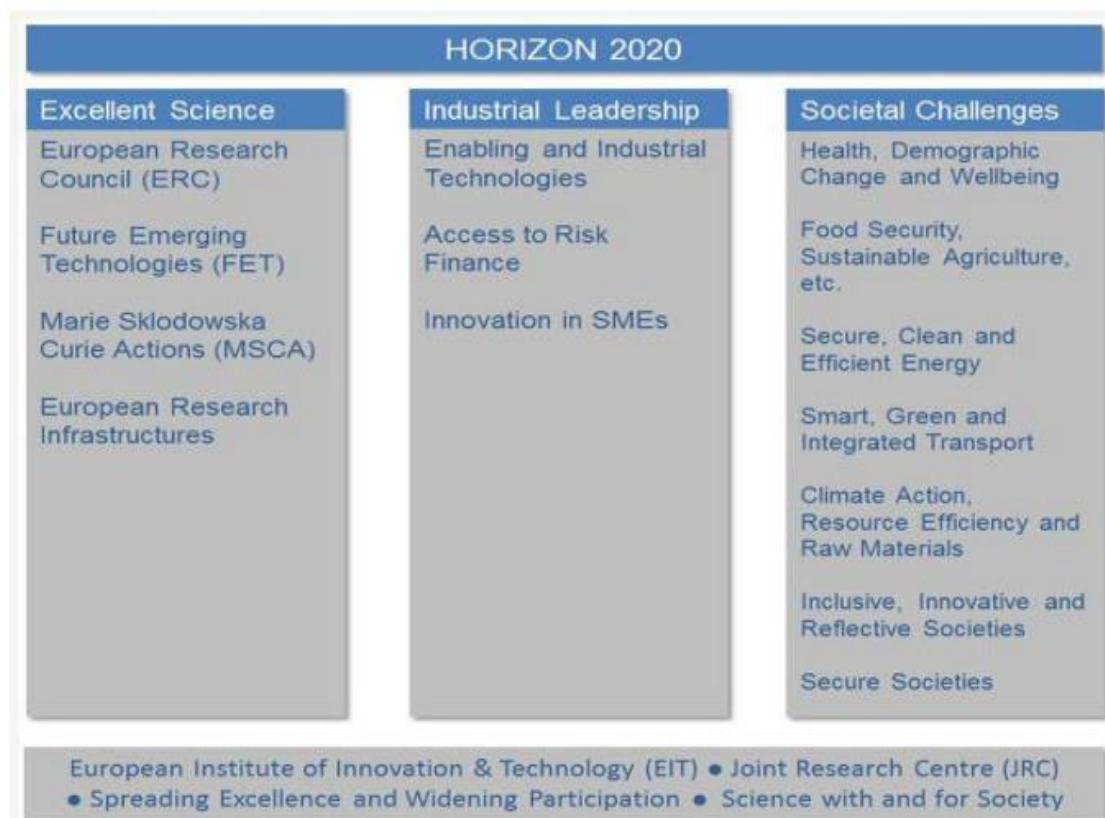 HORIZON 2020
Excellent Science
European Research
Council (ERC)
Future Emerging
Technologies (FET)
Marie Sklodowska
Curie Actions (MSCA)
European Research
Infrastructures
Industrial Leadership
Enabling and Industrial
Technologies
Access to Risk
Finance
Innovation in SMEs
Societal Challenges
Health, Demographic
Change and Wellbeing
Food Security,
Sustainable Agriculture,
etc.
Secure, Clean and
Efficient Energy
Smart, Green and
Integrated Transport
Climate Action,
Resource Efficiency and
Raw Materials
Inclusive, Innovative and
Reflective Societies
Secure Societies
European Institute of Innovation & Technology (EIT) ● Joint Research Centre (JRC)
● Spreading Excellence and Widening Participation ● Science with and for Society